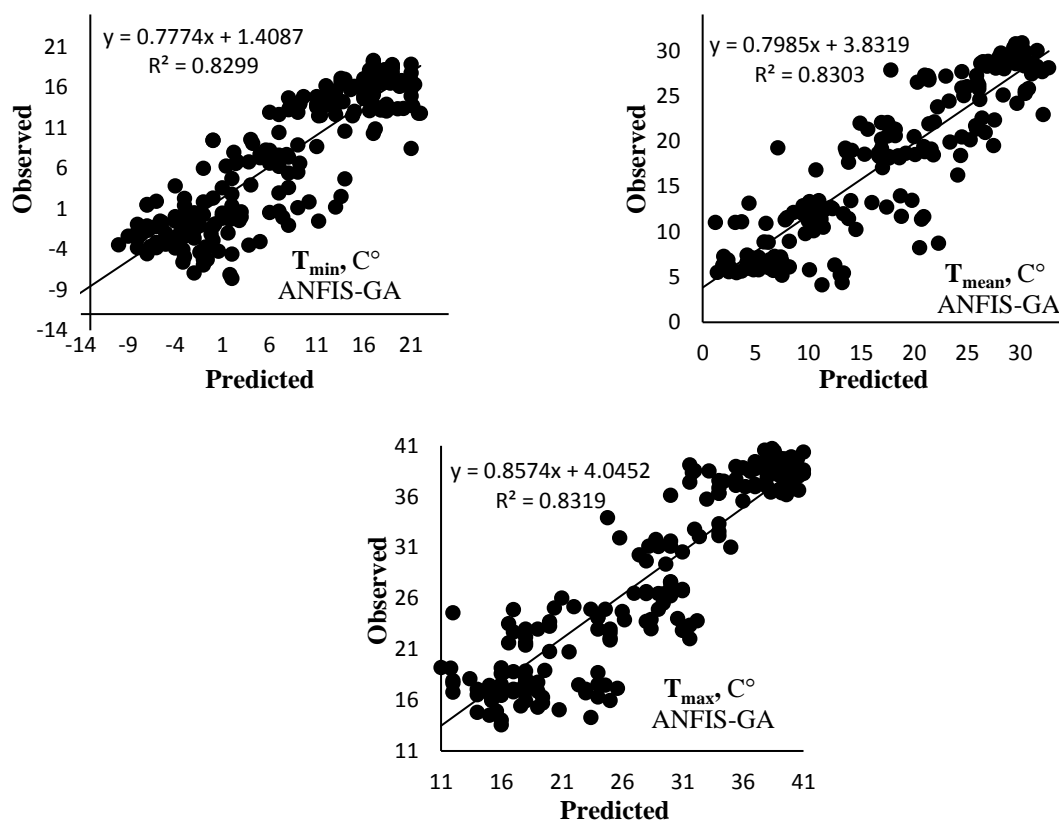 y = 0.7774x + 1.4087
R² = 0.8299
21
16
11
6
1
-4
-9
-14
Observed
T_min, C°
ANFIS-GA
-14 -9 -4 1 6 11 16 21
Predicted
y = 0.7985x + 3.8319
R² = 0.8303
30
25
20
15
10
5
0
Observed
T_mean, C°
ANFIS-GA
0 5 10 15 20 25 30
Predicted
y = 0.8574x + 4.0452
R² = 0.8319
41
36
31
26
21
16
11
Observed
T_max, C°
ANFIS-GA
11 16 21 26 31 36 41
Predicted